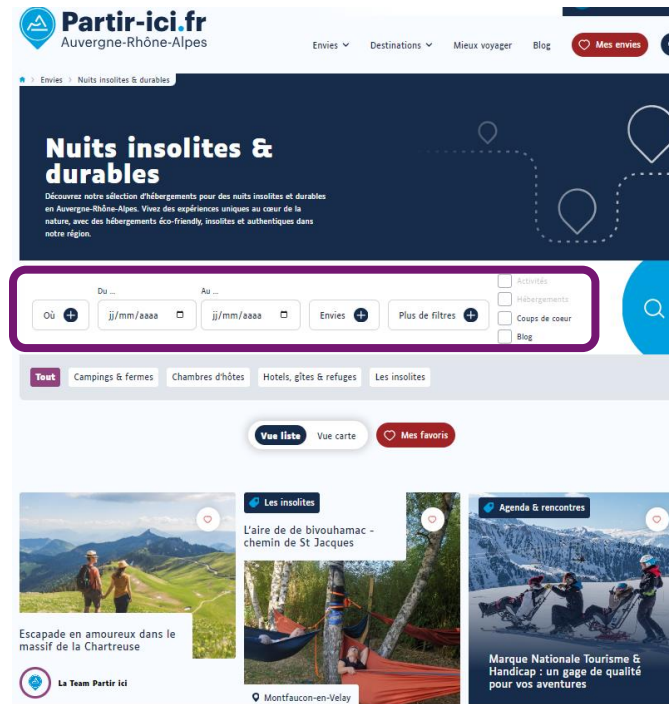 Partir-ici.fr
Auvergne-Rhône-Alpes
Envies
Destinations
Mieux voyager
Blog
Mes envies
Envies > Nuits insolites & durables
Nuits insolites &
durables
Découvrez notre sélection d'hébergements pour des nuits insolites et durables
en Auvergne-Rhône-Alpes. Vivez des expériences uniques au cœur de la
nature, avec des hébergements éco-friendly, insolites et authentiques dans
notre région.
Du ...
Au ...
Où
jj/mm/aaaa
jj/mm/aaaa
Envies
Plus de filtres
Activités
Hébergements
Coups de coeur
Blog
Tout
Campings & fermes
Chambres d'hôtes
Hotels, gîtes & refuges
Les insolites
Vue liste
Vue carte
Mes favoris
Escapade en amoureux dans le
massif de la Chartreuse
La Team Partir ici
Les insolites
L'aire de de bivouhamac -
chemin de St Jacques
Montfaucon-en-Velay
Agenda & rencontres
Marque Nationale Tourisme &
Handicap : un gage de qualité
pour vos aventures